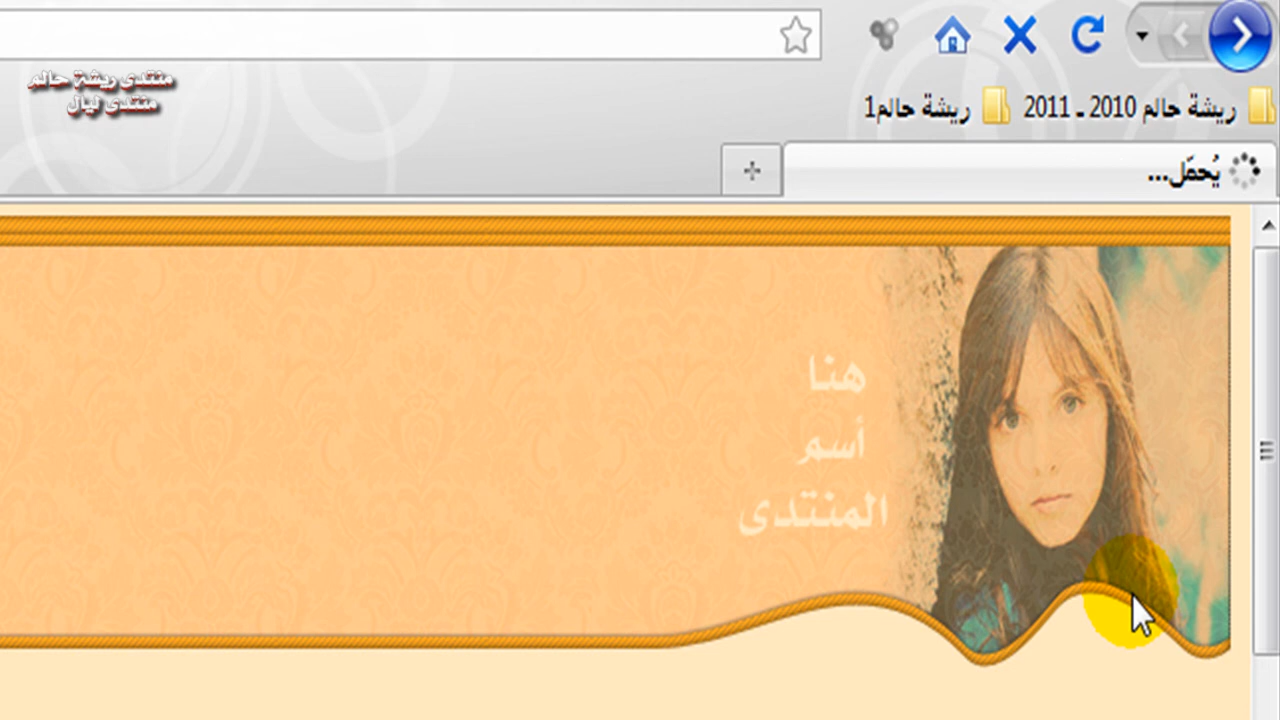 منتدى ريشة حالم
منتدى ليال
ريشة حالم 2010 ـ 2011
ريشة حالم1
يُحمّل...
هنا
أسم
المنتدى